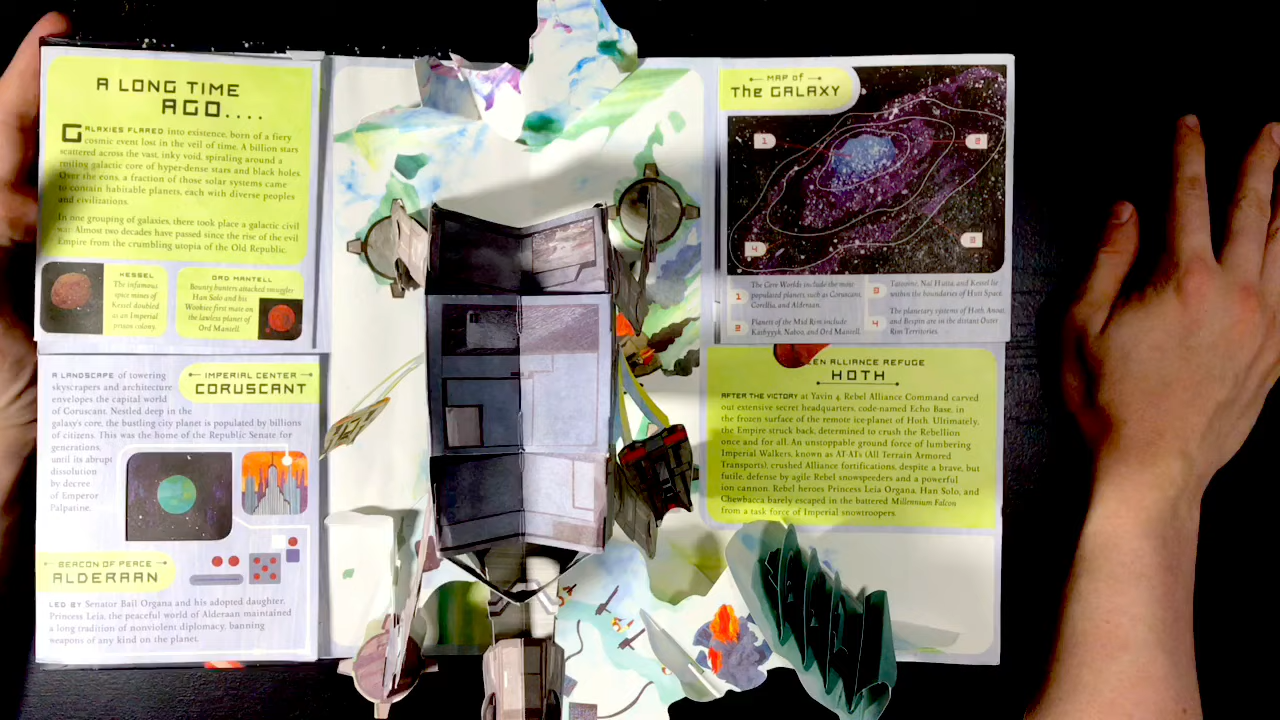 A LONG TIME
AGO....
GALAXIES FLARED into existence, born of a fiery
cosmic event lost in the veil of time. A billion stars
scattered across the vast, inky void, spiraling around a
roiling galactic core of hyper-dense stars and black holes.
Over the eons, a fraction of those solar systems came
to contain habitable planets, each with diverse peoples
and civilizations.
In one grouping of galaxies, there took place a galactic civil
war. Almost two decades have passed since the rise of the evil
Empire from the crumbling utopia of the Old Republic.
KESSEL
The infamous
spice mines of
Kessel doubled
as an Imperial
prison colony.
ORD MANTELL
Bounty hunters attacked smuggler
Han Solo and his
Wookiee first mate on
the lawless planet of
Ord Mantell.
IMPERIAL CENTER
CORUSCANT
A LANDSCAPE of towering
skyscrapers and architecture
envelopes the capital world
of Coruscant. Nestled deep in the
galaxy's core, the bustling city planet is populated by billions
of citizens. This was the home of the Republic Senate for
generations,
until its abrupt
dissolution
by decree
of Emperor
Palpatine.
BEACON OF PEACE
ALDERAAN
LED BY Senator Bail Organa and his adopted daughter,
Princess Leia, the peaceful world of Alderaan maintained
a long tradition of nonviolent diplomacy, banning
weapons of any kind on the planet.
MAP of
The GALAXY
1
2
4
3
1 The Core Worlds include the most
populated planets, such as Coruscant,
Corellia, and Alderaan.
2 Planets of the Mid Rim include
Kashyyyk, Naboo, and Ord Mantell.
3 Tatooine, Nal Hutta, and Kessel lie
within the boundaries of Hutt Space.
4 The planetary systems of Hoth, Anoat,
and Bespin are in the distant Outer
Rim Territories.
ALLIANCE REFUGE
HOTH
AFTER THE VICTORY at Yavin 4, Rebel Alliance Command carved
out extensive secret headquarters, code-named Echo Base, in
the frozen surface of the remote ice planet of Hoth. Ultimately,
the Empire struck back, determined to crush the Rebellion
once and for all. An unstoppable ground force of lumbering
Imperial Walkers, known as AT-ATs (All Terrain Armored
Transports), crushed Alliance fortifications, despite a brave, but
futile, defense by agile Rebel snowspeeders and a powerful
ion cannon. Rebel heroes Princess Leia Organa, Han Solo, and
Chewbacca barely escaped in the battered Millennium Falcon
from a task force of Imperial snowtroopers.